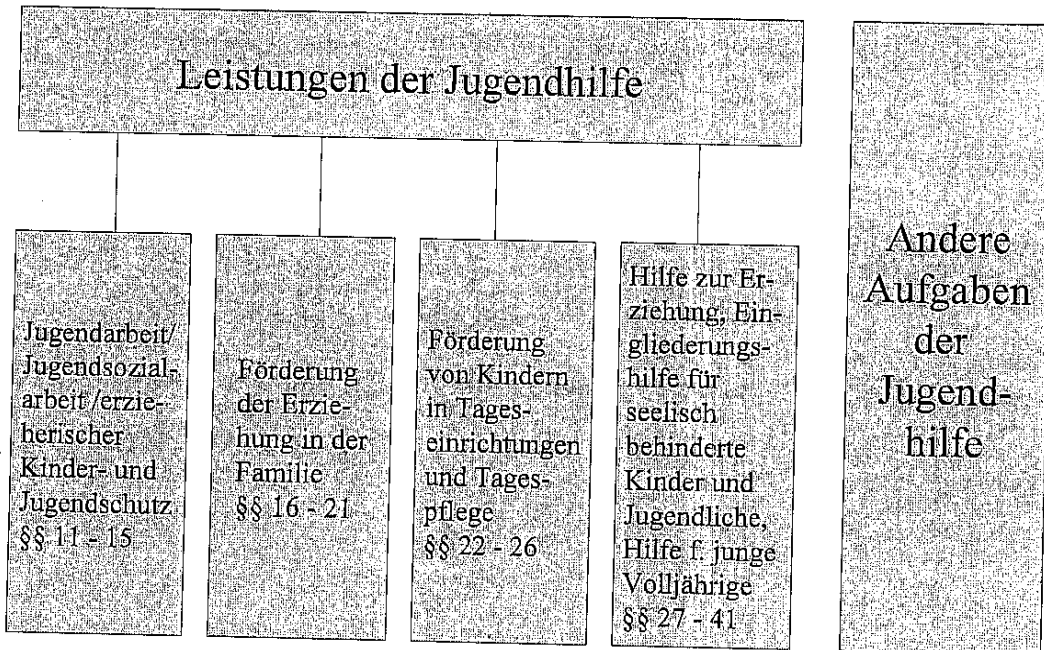 Leistungen der Jugendhilfe
Jugendarbeit/
Jugendsozial-
arbeit /erzie-
herischer
Kinder- und
Jugendschutz
§§ 11 - 15
Förderung
der Erzie-
hung in der
Familie
§§ 16 - 21
Förderung
von Kindern
in Tages-
einrichtungen
und Tages-
pflege
§§ 22 - 26
Hilfe zur Er-
ziehung, Ein-
gliederungs-
hilfe für
seelisch
behinderte
Kinder und
Jugendliche,
Hilfe f. junge
Volljährige
§§ 27 - 41
Andere
Aufgaben
der
Jugend-
hilfe